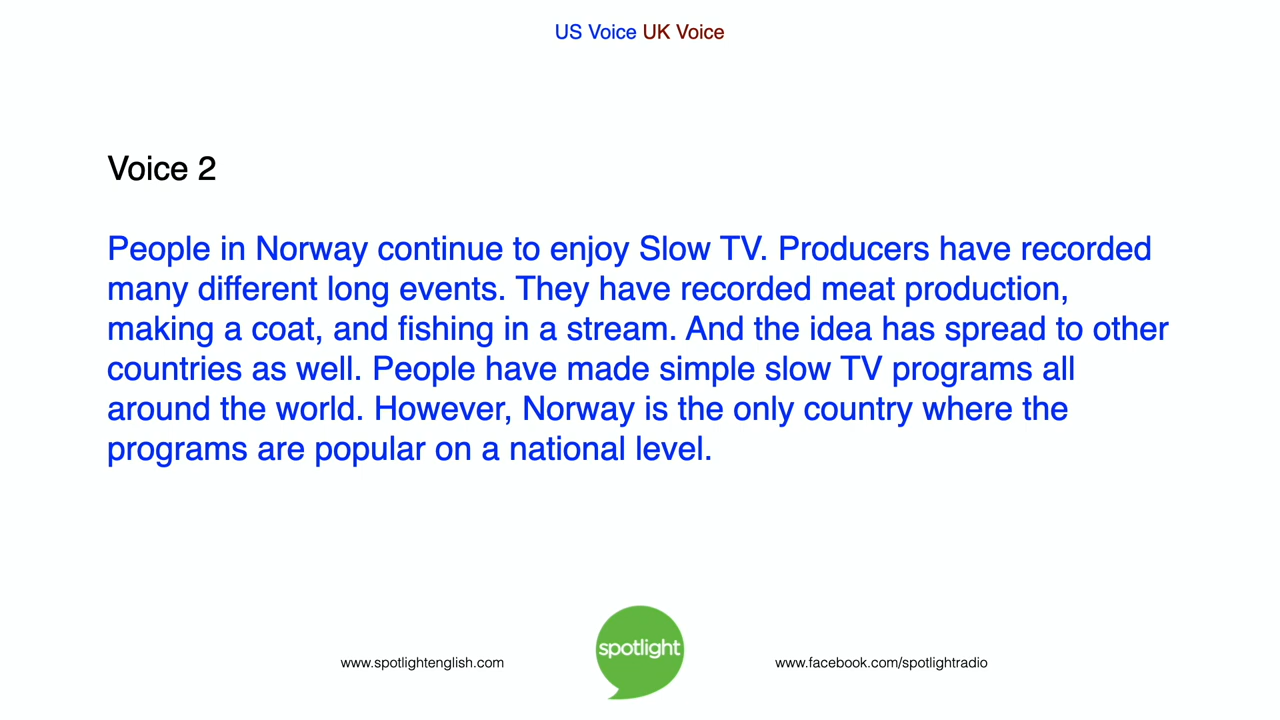 US Voice UK Voice
Voice 2
People in Norway continue to enjoy Slow TV. Producers have recorded
many different long events. They have recorded meat production,
making a coat, and fishing in a stream. And the idea has spread to other
countries as well. People have made simple slow TV programs all
around the world. However, Norway is the only country where the
programs are popular on a national level.
spotlight
www.spotlightenglish.com
www.facebook.com/spotlightradio